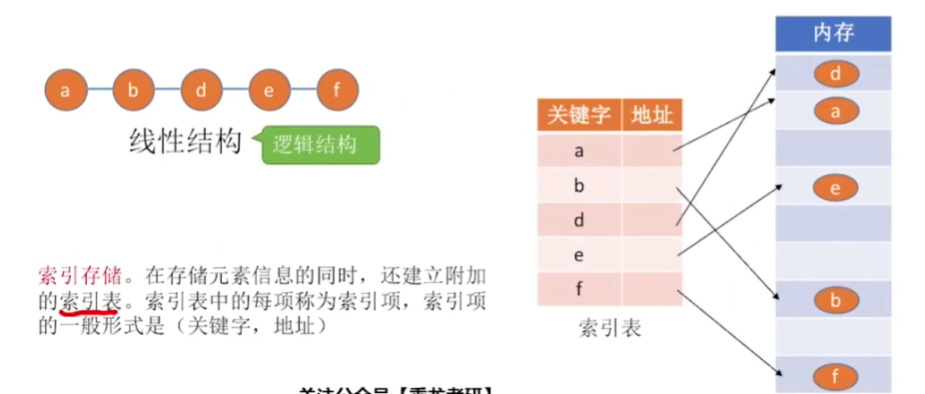 a b d e f
线性结构
逻辑结构
索引存储。在存储元素信息的同时，还建立附加
的索引表。索引表中的每项称为索引项，索引项
的一般形式是（关键字，地址）
关键字 地址
a
b
d
e
f
索引表
内存
d
a
e
b
f